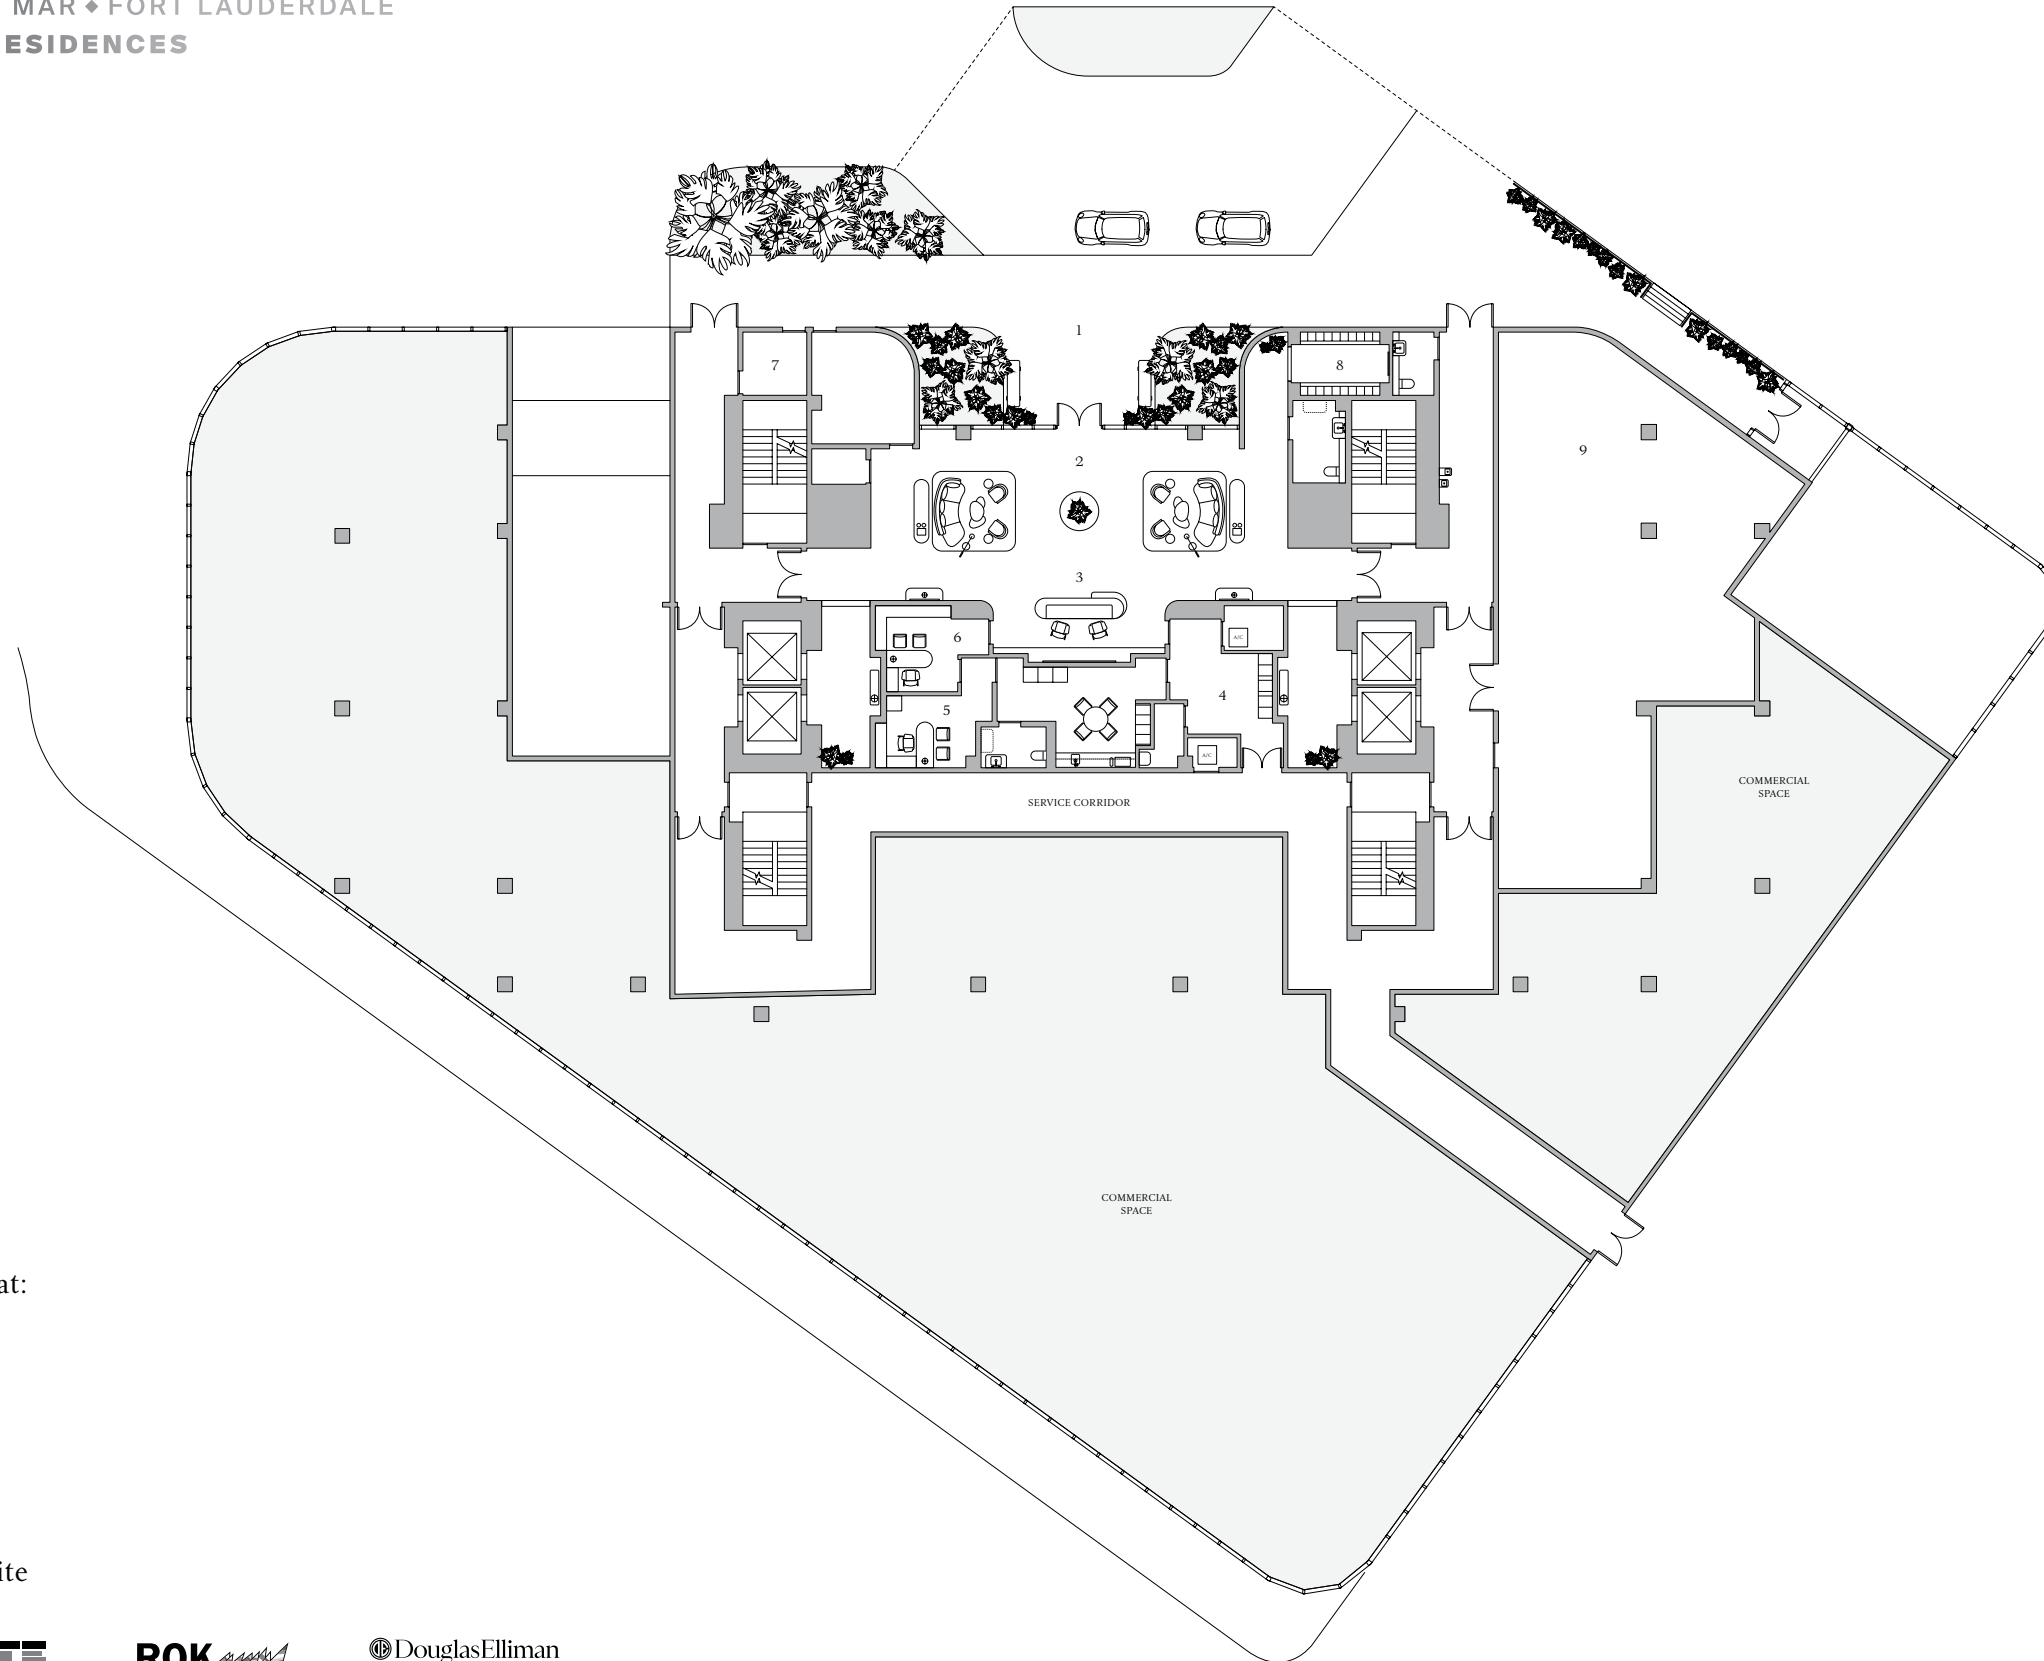 MAR ◆ FORT LAUDERDALE
ESIDENCES
1
7
8
2
9
3
6
A/C
4
5
A/C
COMMERCIAL
SPACE
SERVICE CORRIDOR
COMMERCIAL
SPACE
at:
ite
ROK
DouglasElliman